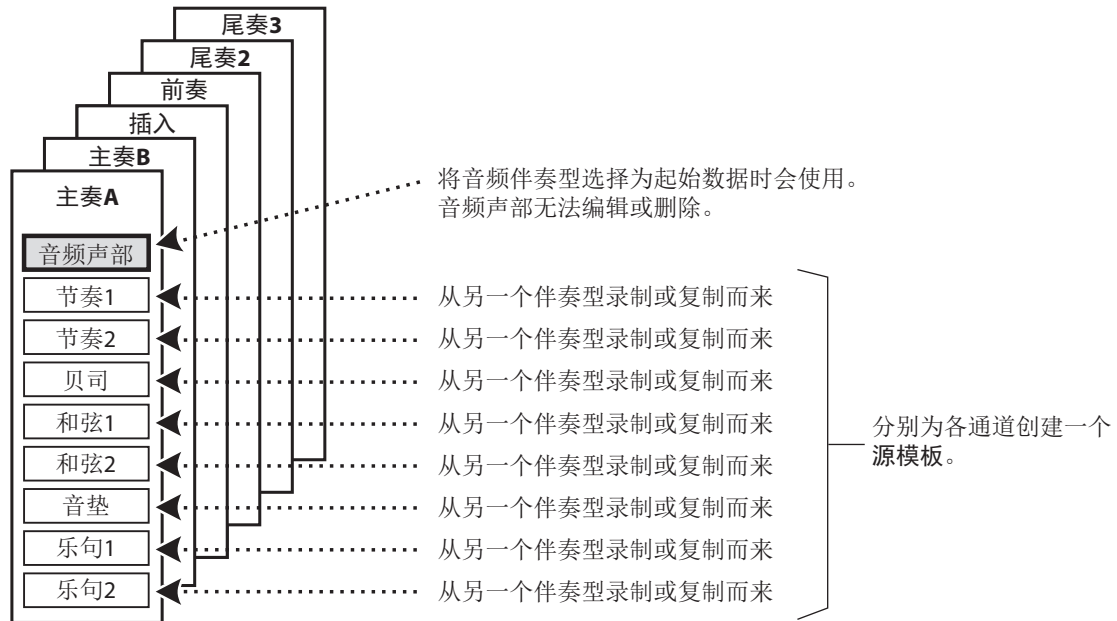 尾奏3
尾奏2
前奏
插入
主奏B
主奏A
将音频伴奏型选择为起始数据时会使用。
音频声部无法编辑或删除。
音频声部
节奏1
从另一个伴奏型录制或复制而来
节奏2
从另一个伴奏型录制或复制而来
贝司
从另一个伴奏型录制或复制而来
和弦1
从另一个伴奏型录制或复制而来
和弦2
从另一个伴奏型录制或复制而来
音垫
从另一个伴奏型录制或复制而来
乐句1
从另一个伴奏型录制或复制而来
乐句2
从另一个伴奏型录制或复制而来
分别为各通道创建一个
源模板。